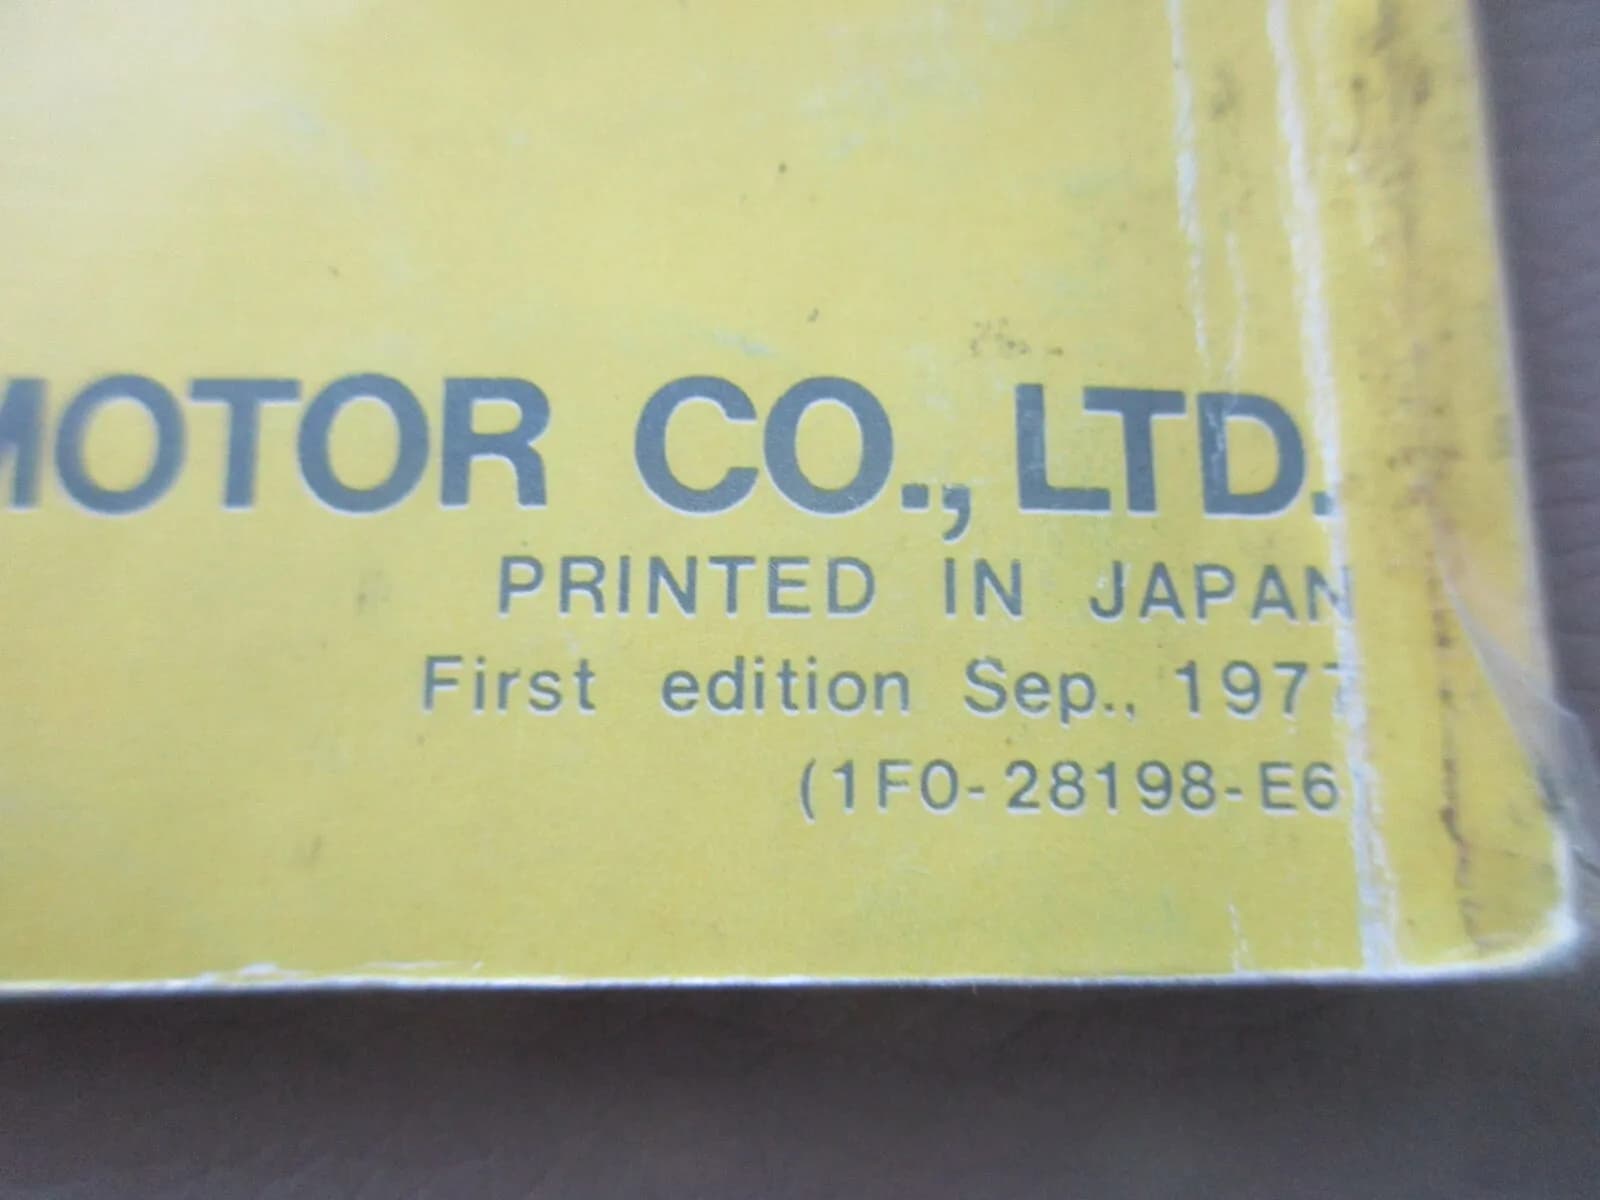 MOTOR CO., LTD.
PRINTED IN JAPAN
First edition Sep., 1977
(1F0-28198-E6